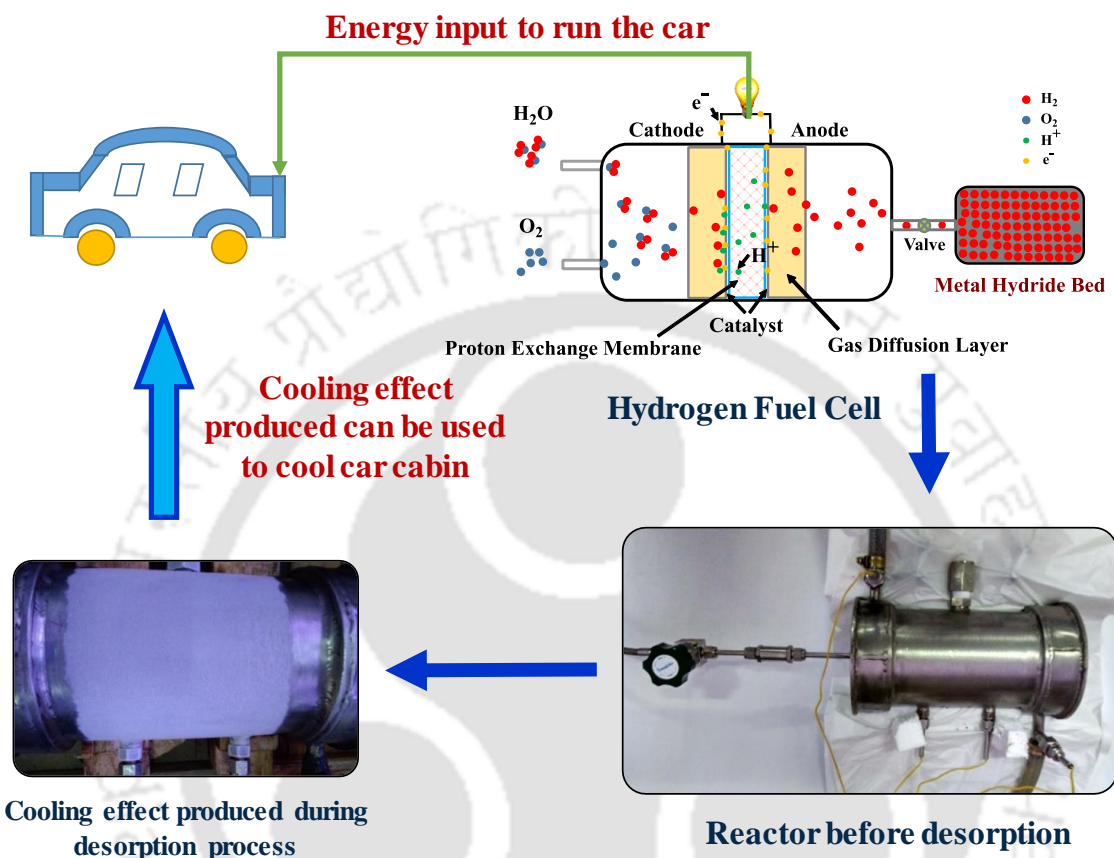 Energy input to run the car
H₂O
e⁻
Cathode
Anode
H₂
O₂
H⁺
e⁻
O₂
H⁺
Valve
Metal Hydride Bed
Catalyst
Proton Exchange Membrane
Gas Diffusion Layer
Cooling effect
produced can be used
to cool car cabin
Hydrogen Fuel Cell
Cooling effect produced during
desorption process
Reactor before desorption